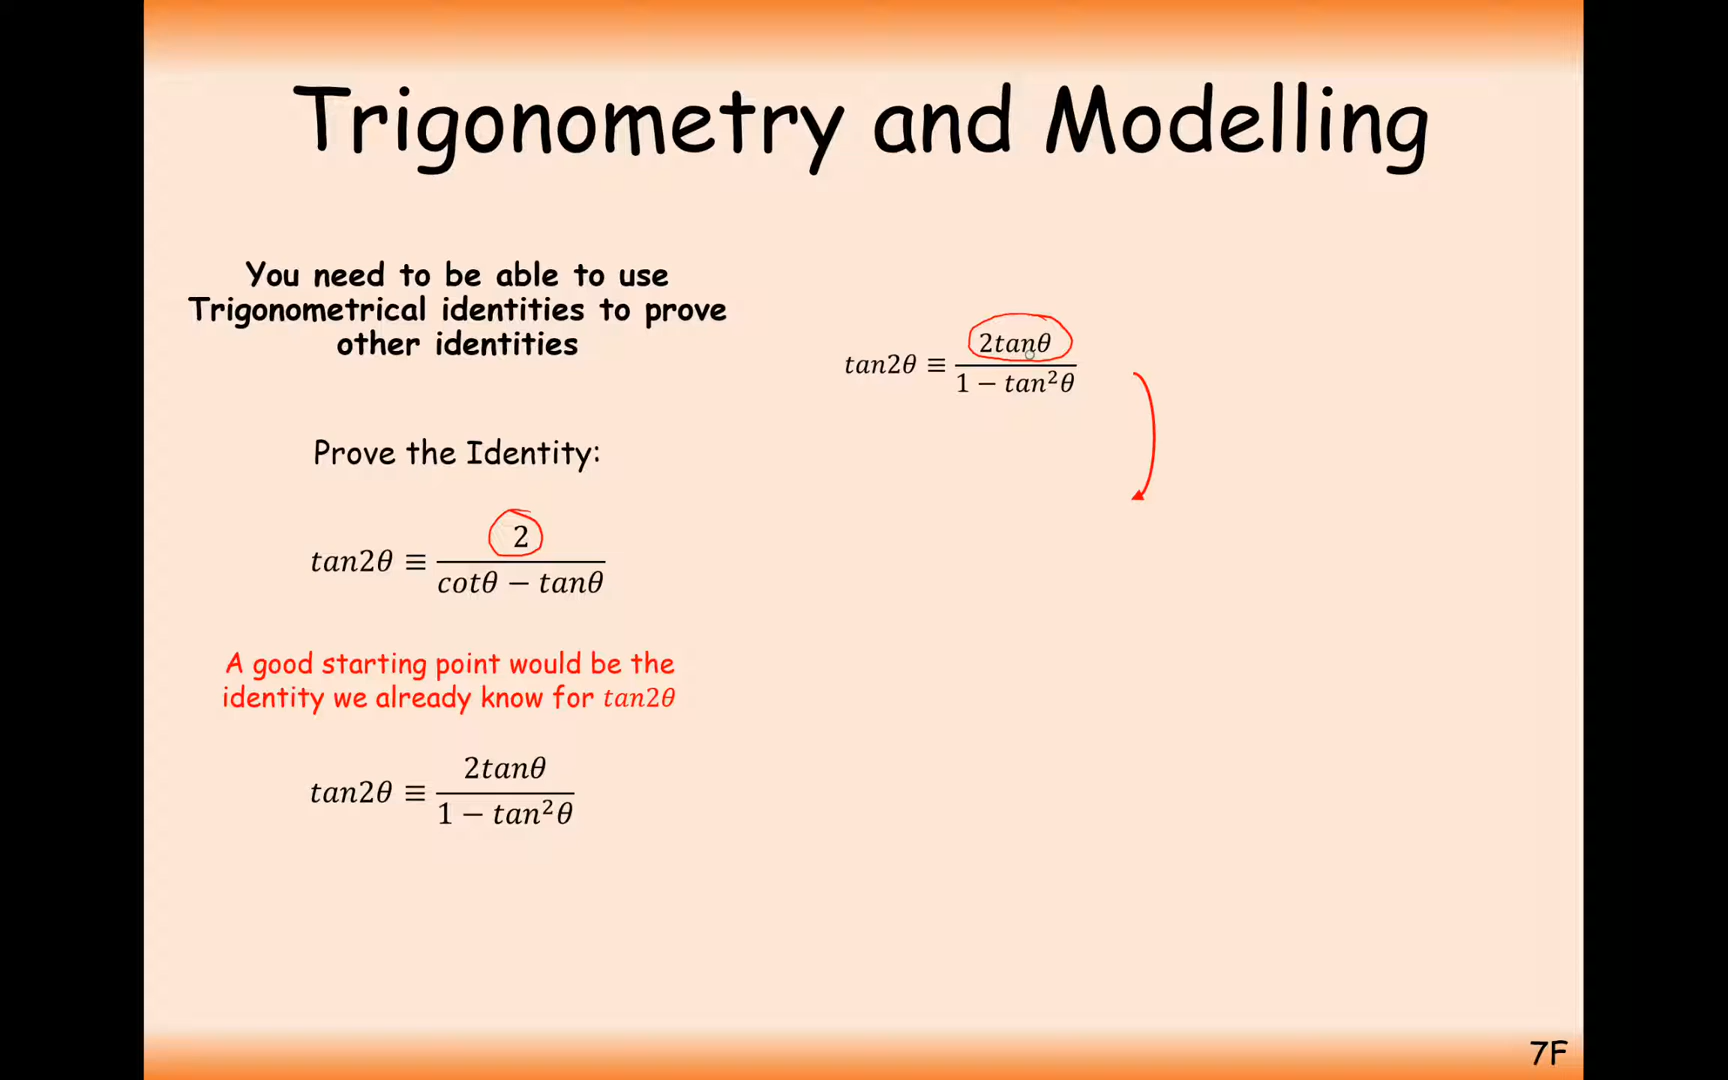 Trigonometry and Modelling
You need to be able to use
Trigonometrical identities to prove
other identities
Prove the Identity:
tan2θ ≡ 2 / (cotθ − tanθ)
A good starting point would be the
identity we already know for tan2θ
tan2θ ≡ 2tanθ / (1 − tan²θ)
tan2θ ≡ 2tanθ / (1 − tan²θ)
7F